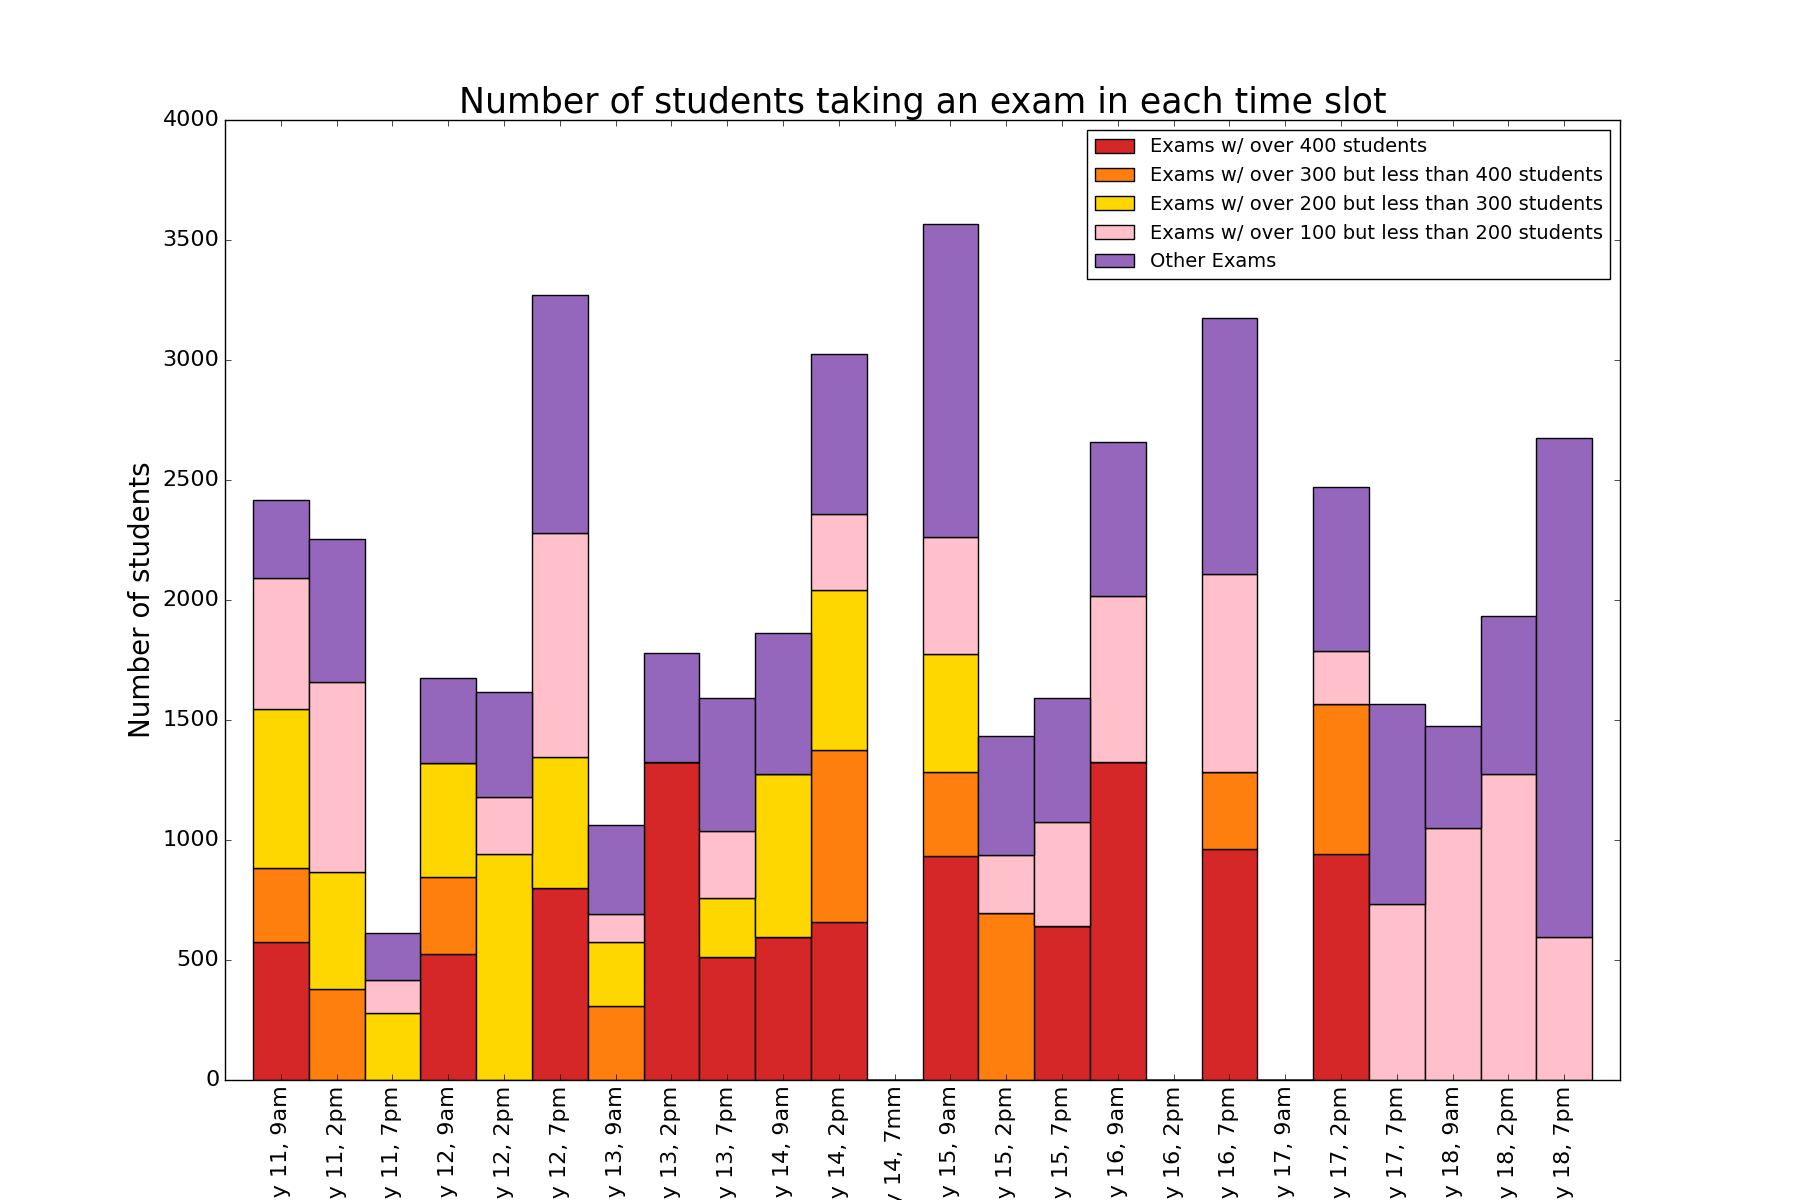 Number of students taking an exam in each time slot
Exams w/ over 400 students
Exams w/ over 300 but less than 400 students
Exams w/ over 200 but less than 300 students
Exams w/ over 100 but less than 200 students
Other Exams
Number of students
4000
3500
3000
2500
2000
1500
1000
500
0
y 11, 9am
y 11, 2pm
y 11, 7pm
y 12, 9am
y 12, 2pm
y 12, 7pm
y 13, 9am
y 13, 2pm
y 13, 7pm
y 14, 9am
y 14, 2pm
y 14, 7mm
y 15, 9am
y 15, 2pm
y 15, 7pm
y 16, 9am
y 16, 2pm
y 16, 7pm
y 17, 9am
y 17, 2pm
y 17, 7pm
y 18, 9am
y 18, 2pm
y 18, 7pm